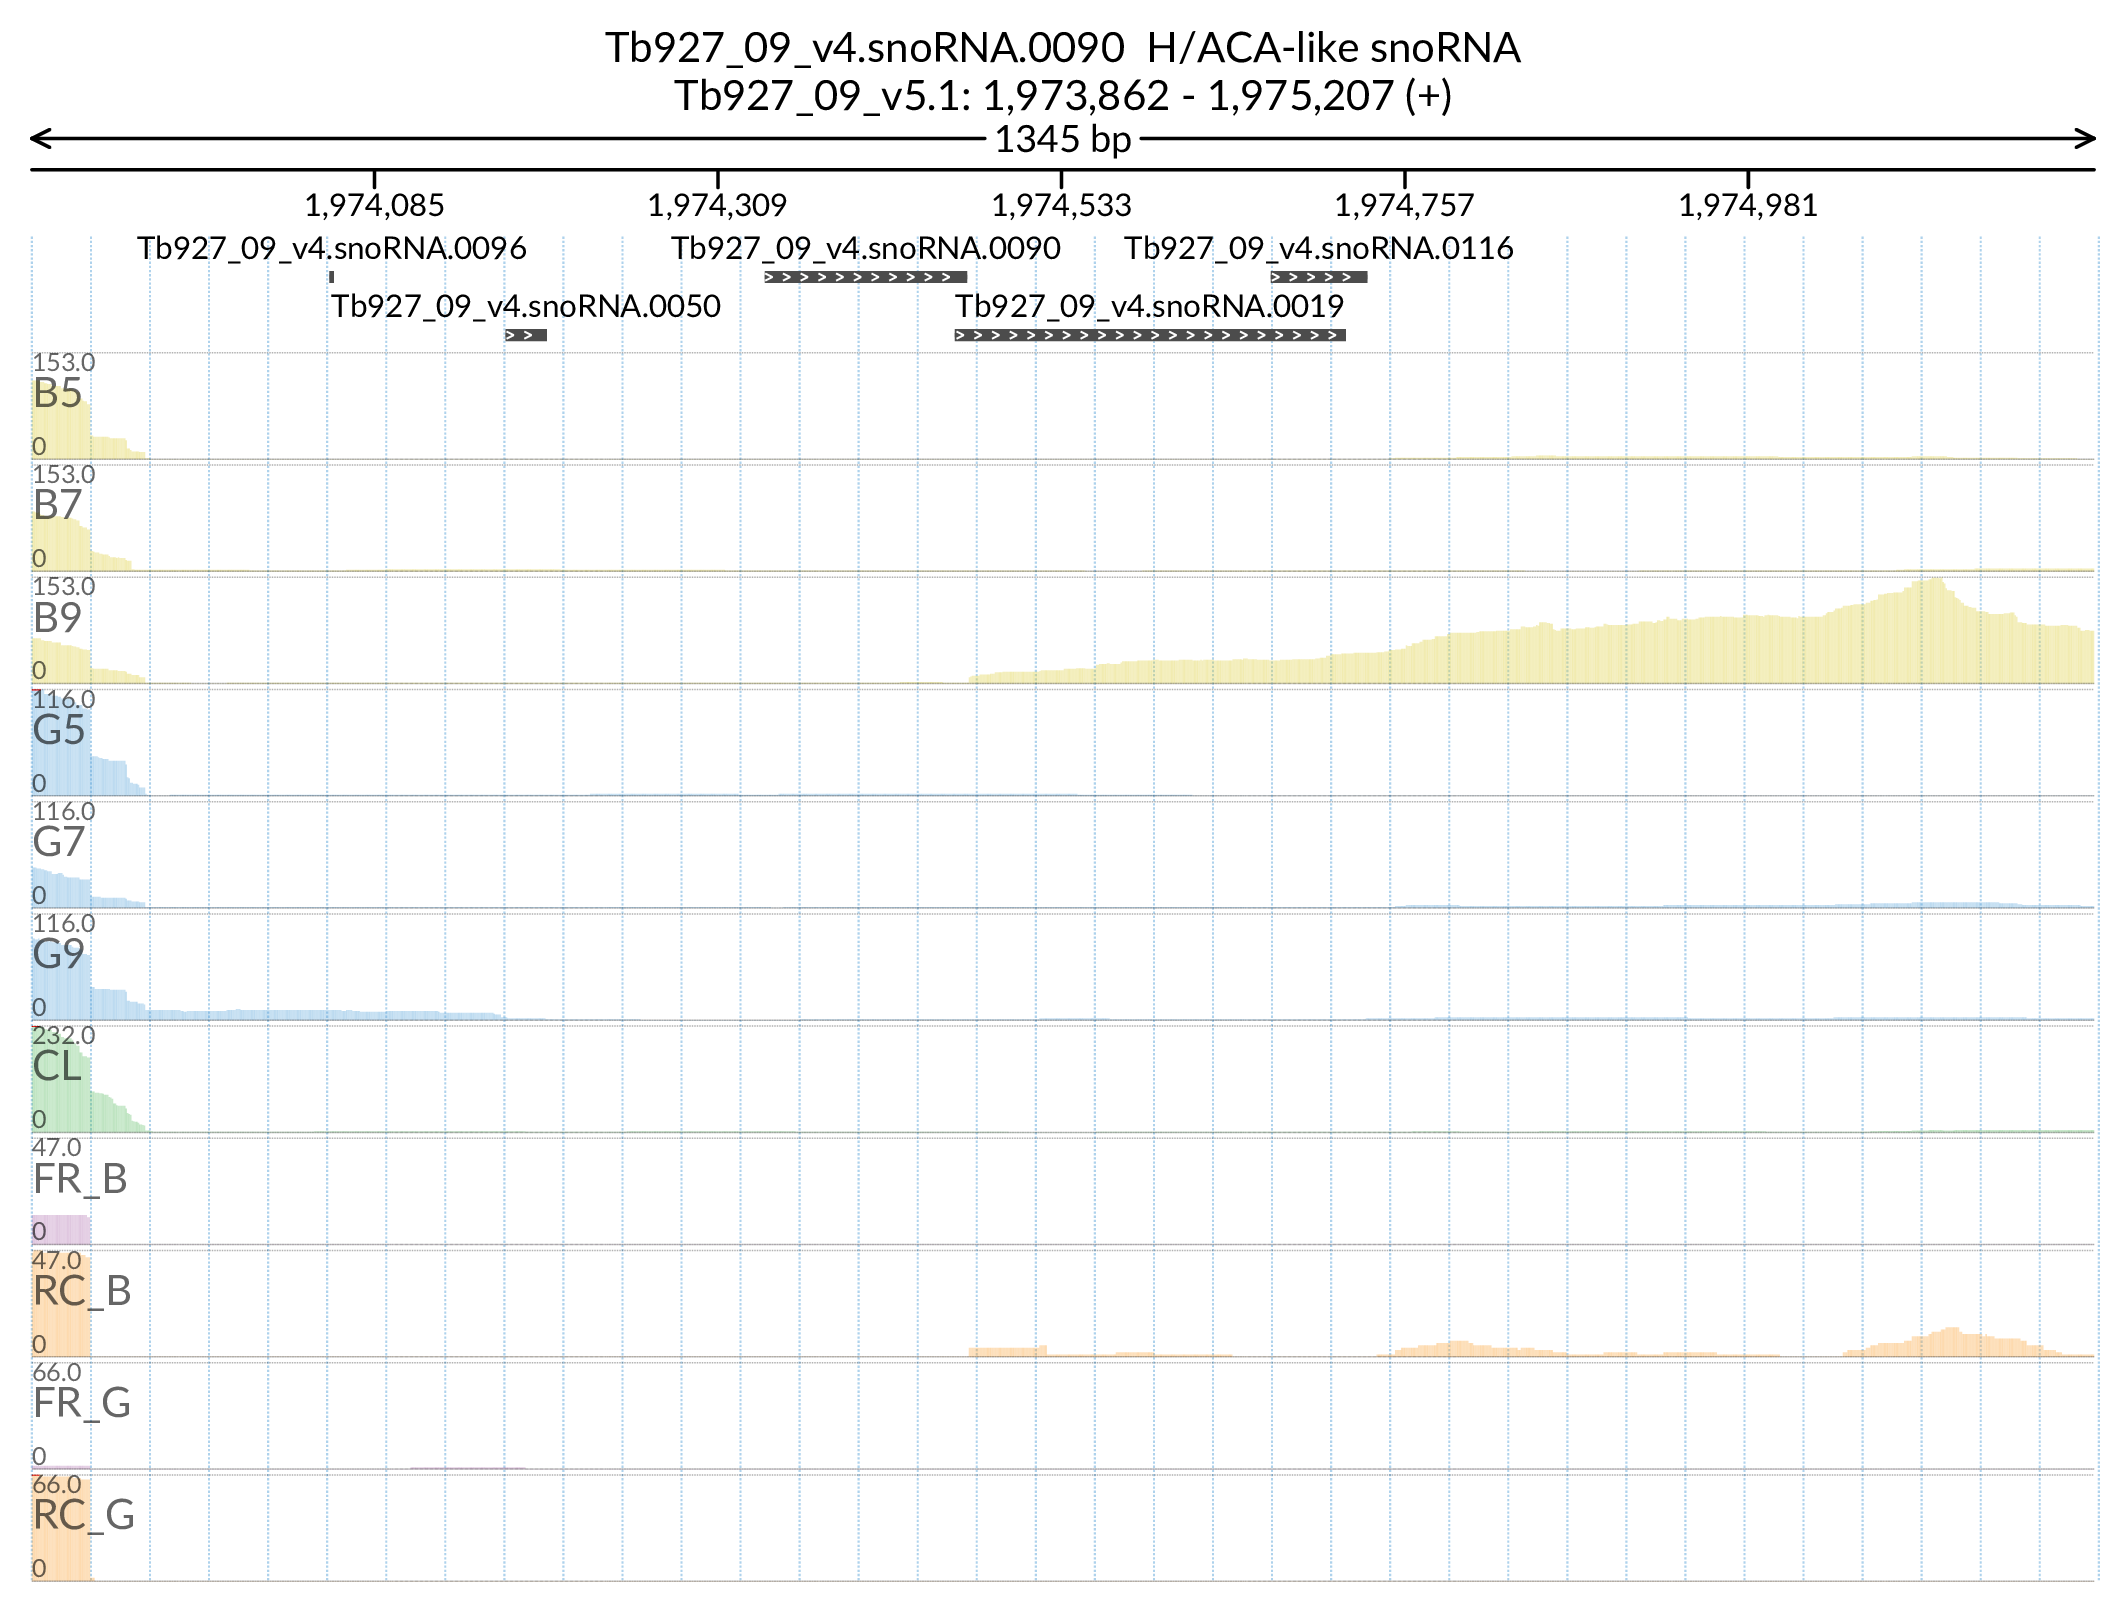 Tb927_09_v4.snoRNA.0090 H/ACA-like snoRNA
Tb927_09_v5.1: 1,973,862 - 1,975,207 (+)
1345 bp
1,974,085 1,974,309 1,974,533 1,974,757 1,974,981
Tb927_09_v4.snoRNA.0096 Tb927_09_v4.snoRNA.0090 Tb927_09_v4.snoRNA.0116
Tb927_09_v4.snoRNA.0050 Tb927_09_v4.snoRNA.0019
153.0
B5
0
153.0
B7
0
153.0
B9
0
116.0
G5
0
116.0
G7
0
116.0
G9
0
232.0
CL
0
47.0
FR_B
0
47.0
RC_B
0
66.0
FR_G
0
66.0
RC_G
0